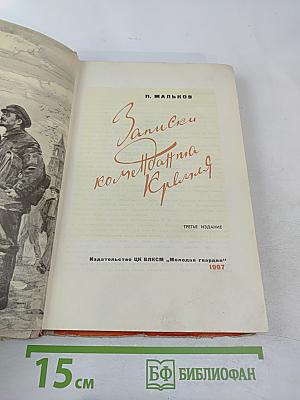 П. МАЛЬКОВ
Записки
коменданта
Кремля
ТРЕТЬЕ ИЗДАНИЕ
Издательство ЦК ВЛКСМ „Молодая гвардия"
1967
15 см
БФ БИБЛИОФАН